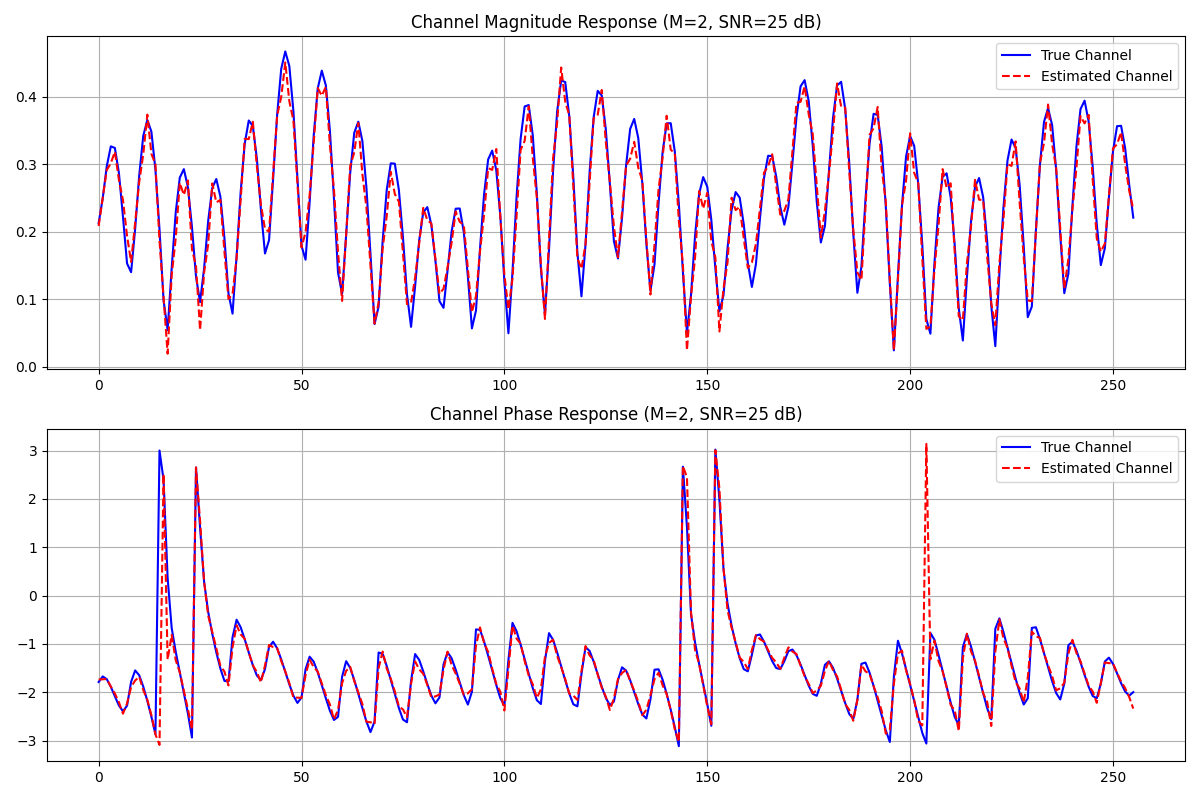 Channel Magnitude Response (M=2, SNR=25 dB)
True Channel
Estimated Channel
0.4
0.3
0.2
0.1
0.0
0 50 100 150 200 250
Channel Phase Response (M=2, SNR=25 dB)
True Channel
Estimated Channel
3
2
1
0
−1
−2
−3
0 50 100 150 200 250